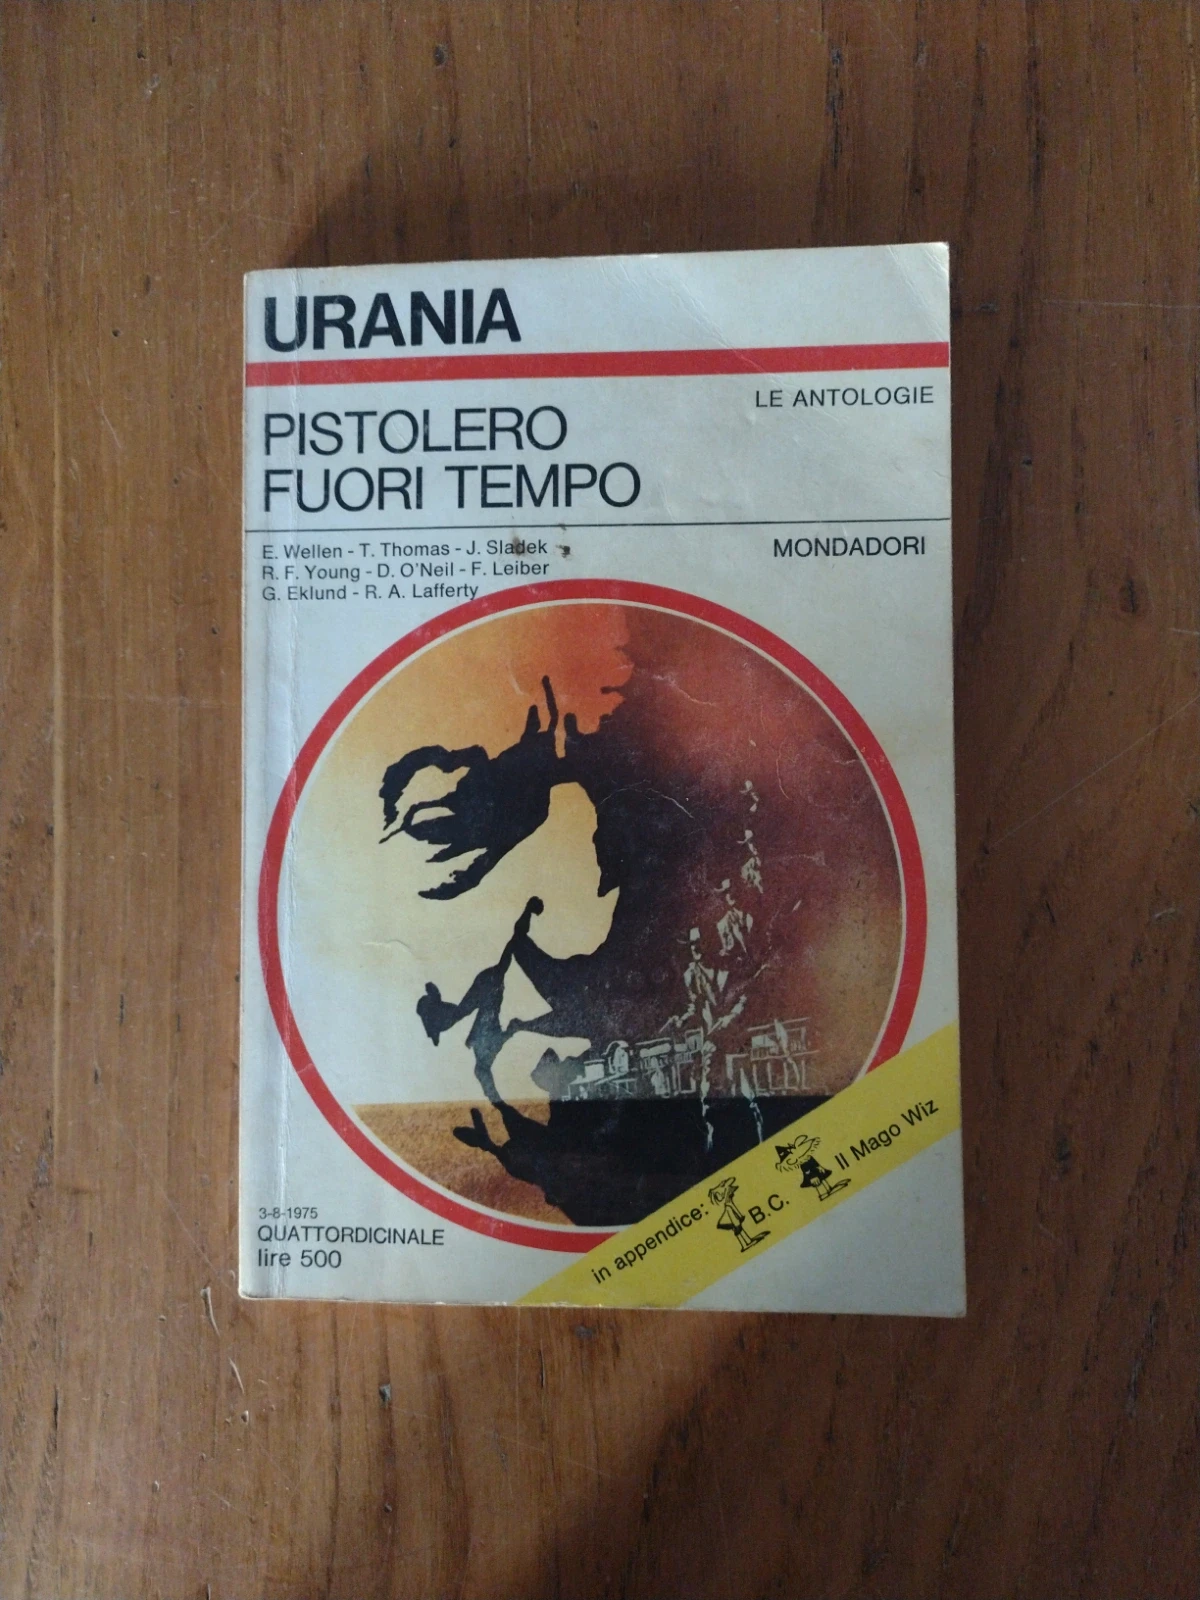 URANIA
LE ANTOLOGIE
PISTOLERO
FUORI TEMPO
E. Wellen - T. Thomas - J. Sladek
R. F. Young - D. O'Neil - F. Leiber
G. Eklund - R. A. Lafferty
MONDADORI
in appendice: B.C. Il Mago Wiz
3-8-1975
QUATTORDICINALE
lire 500